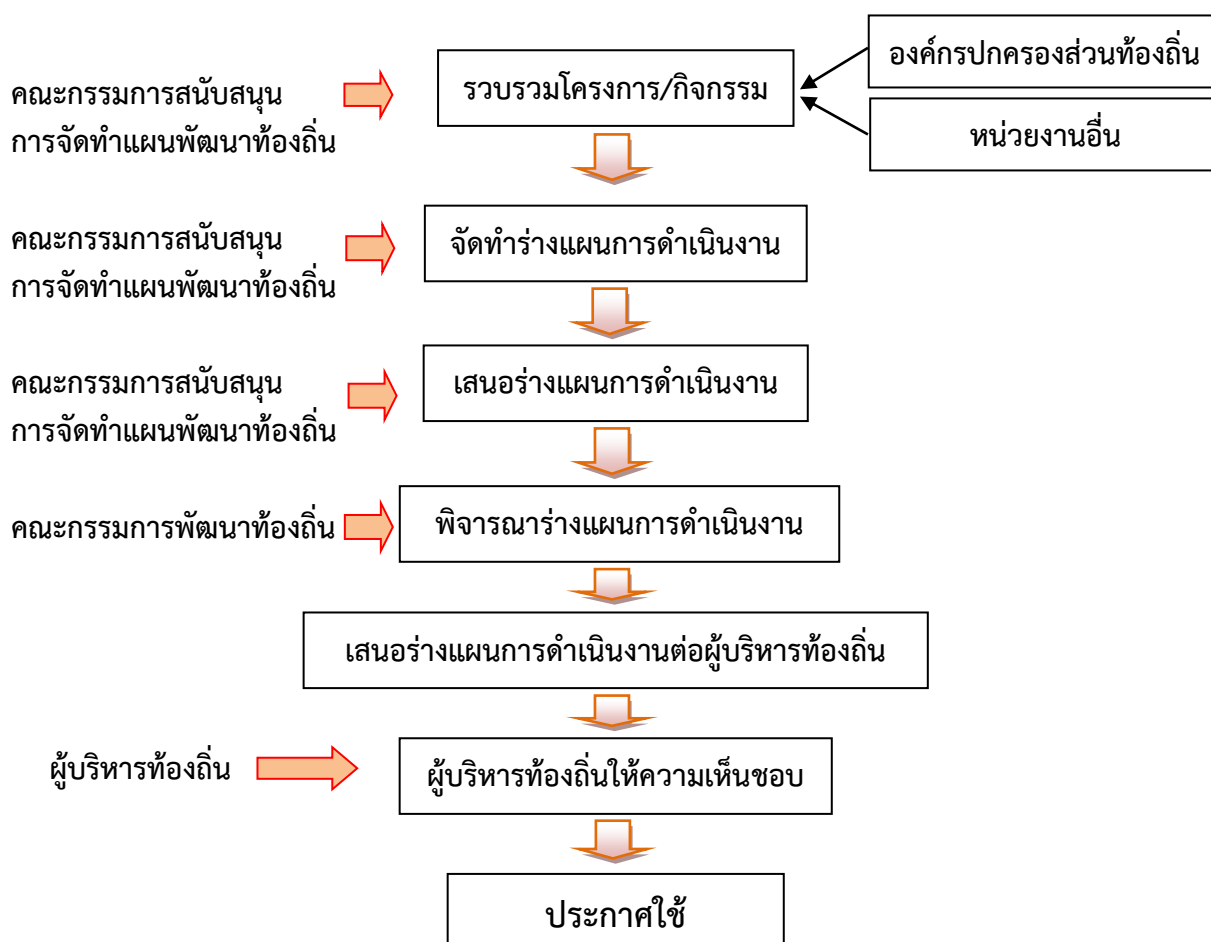 องค์กรปกครองส่วนท้องถิ่น
คณะกรรมการสนับสนุน
การจัดทำแผนพัฒนาท้องถิ่น
รวบรวมโครงการ/กิจกรรม
หน่วยงานอื่น
คณะกรรมการสนับสนุน
การจัดทำแผนพัฒนาท้องถิ่น
จัดทำร่างแผนการดำเนินงาน
คณะกรรมการสนับสนุน
การจัดทำแผนพัฒนาท้องถิ่น
เสนอร่างแผนการดำเนินงาน
คณะกรรมการพัฒนาท้องถิ่น
พิจารณาร่างแผนการดำเนินงาน
เสนอร่างแผนการดำเนินงานต่อผู้บริหารท้องถิ่น
ผู้บริหารท้องถิ่น
ผู้บริหารท้องถิ่นให้ความเห็นชอบ
ประกาศใช้